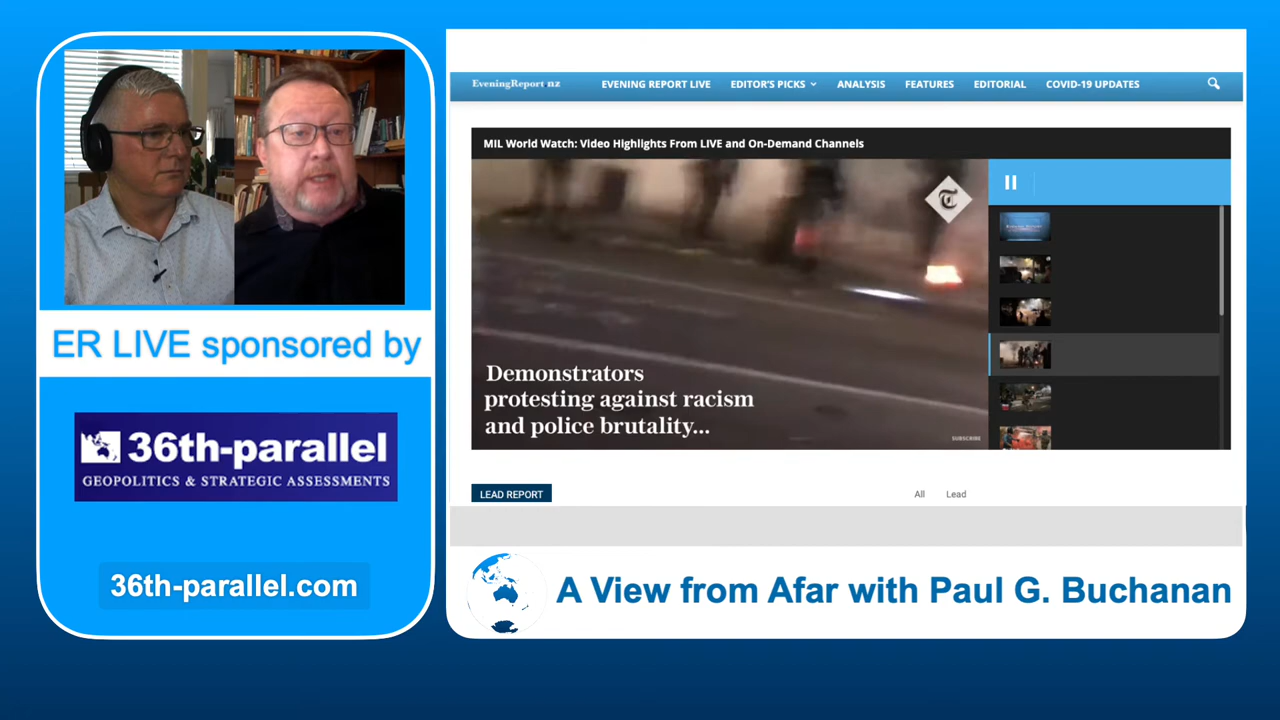 ER LIVE sponsored by
36th-parallel
GEOPOLITICS & STRATEGIC ASSESSMENTS
36th-parallel.com
EveningReport.nz
EVENING REPORT LIVE
EDITOR'S PICKS
ANALYSIS
FEATURES
EDITORIAL
COVID-19 UPDATES
MIL World Watch: Video Highlights From LIVE and On-Demand Channels
T
Demonstrators
protesting against racism
and police brutality...
SUBSCRIBE
LEAD REPORT
All
Lead
A View from Afar with Paul G. Buchanan